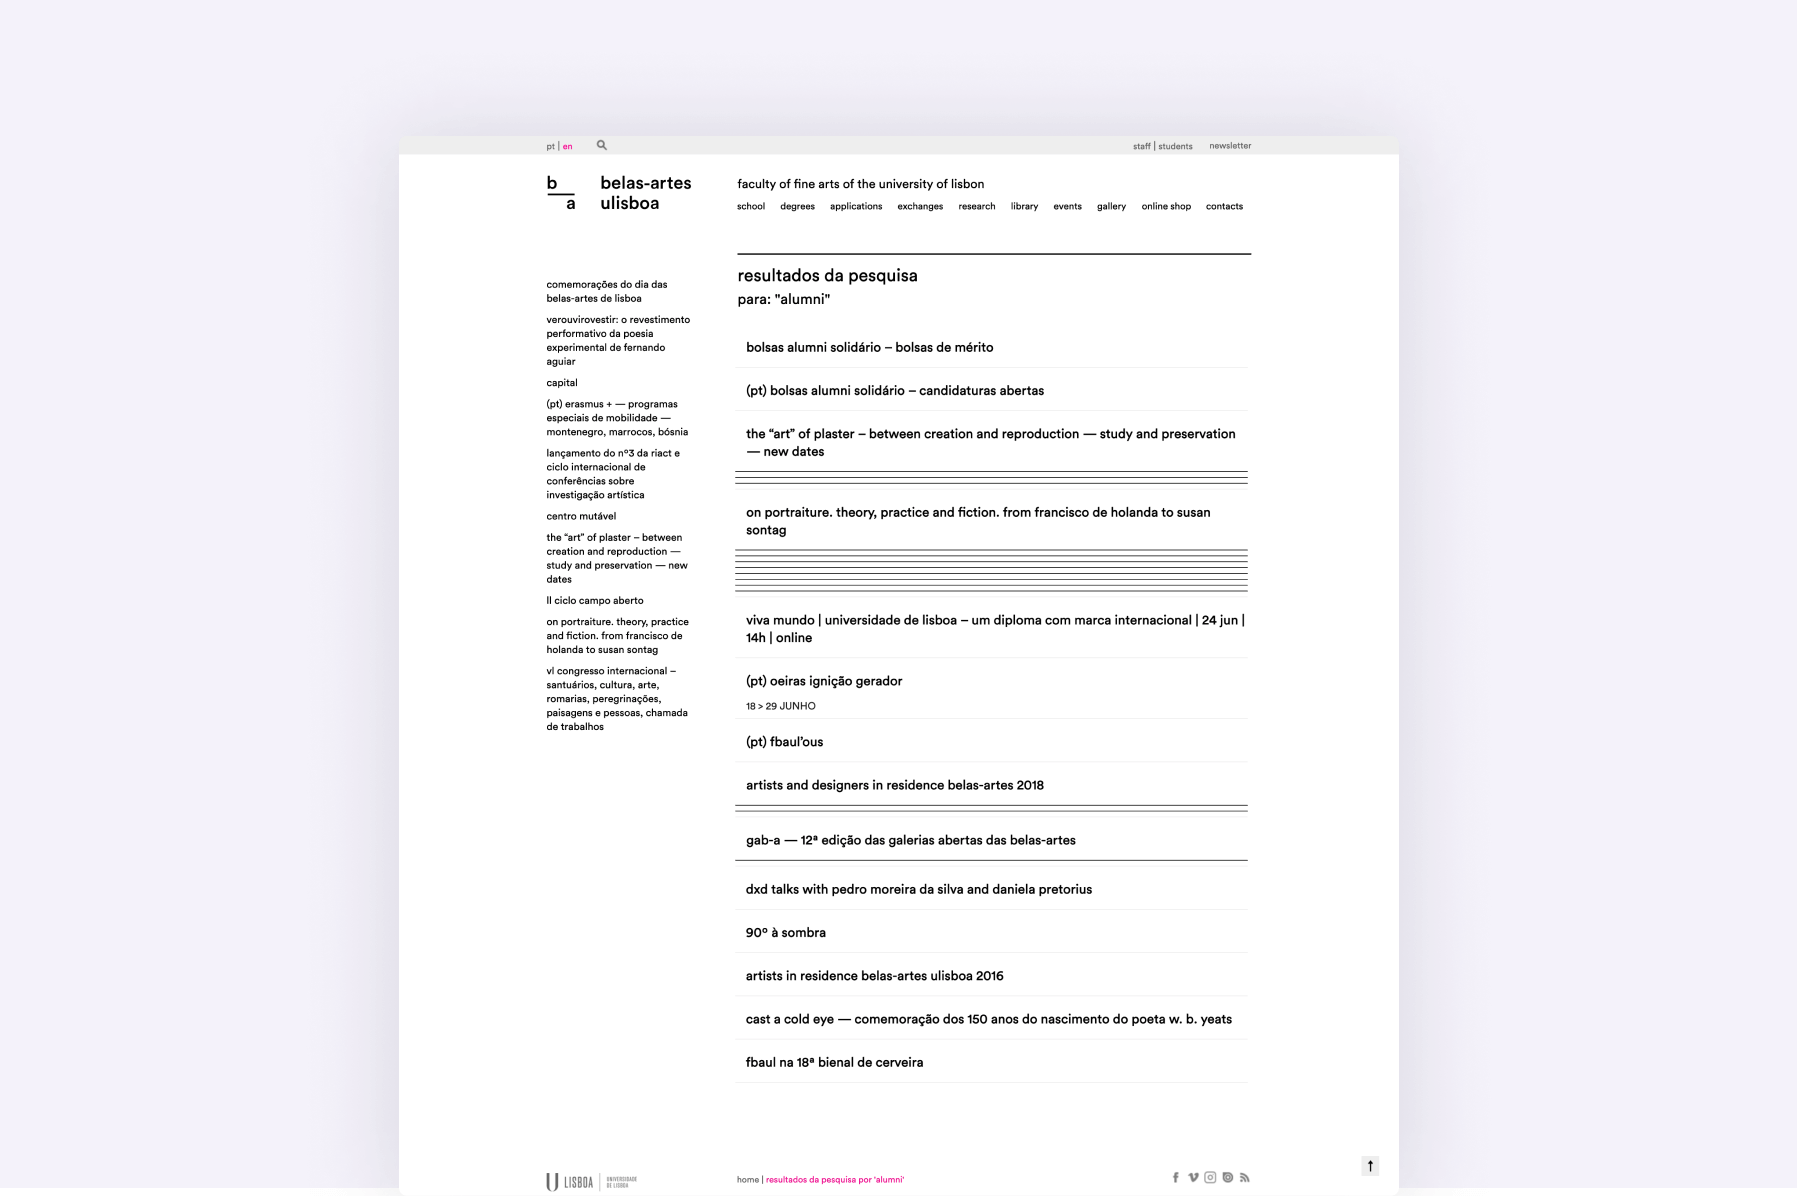 pt | en
staff | students newsletter
b
a
belas-artes
ulisboa
faculty of fine arts of the university of lisbon
school degrees applications exchanges research library events gallery online shop contacts
comemorações do dia das
belas-artes de lisboa
verouvirovestir: o revestimento
performativo da poesia
experimental de fernando
aguiar
capital
(pt) erasmus + — programas
especiais de mobilidade —
montenegro, marrocos, bósnia
lançamento do nº3 da riact e
ciclo internacional de
conferências sobre
investigação artística
centro mutável
the “art” of plaster – between
creation and reproduction —
study and preservation — new
dates
II ciclo campo aberto
on portraiture. theory, practice
and fiction. from francisco de
holanda to susan sontag
vI congresso internacional –
santuários, cultura, arte,
romarias, peregrinações,
paisagens e pessoas, chamada
de trabalhos
resultados da pesquisa
para: "alumni"
bolsas alumni solidário – bolsas de mérito
(pt) bolsas alumni solidário – candidaturas abertas
the “art” of plaster – between creation and reproduction — study and preservation
— new dates
on portraiture. theory, practice and fiction. from francisco de holanda to susan
sontag
viva mundo | universidade de lisboa – um diploma com marca internacional | 24 jun |
14h | online
(pt) oeiras ignição gerador
18 > 29 JUNHO
(pt) fbaul’ous
artists and designers in residence belas-artes 2018
gab-a — 12ª edição das galerias abertas das belas-artes
dxd talks with pedro moreira da silva and daniela pretorius
90º à sombra
artists in residence belas-artes ulisboa 2016
cast a cold eye — comemoração dos 150 anos do nascimento do poeta w. b. yeats
fbaul na 18ª bienal de cerveira
U LISBOA | UNIVERSIDADE
DE LISBOA
home | resultados da pesquisa por 'alumni'